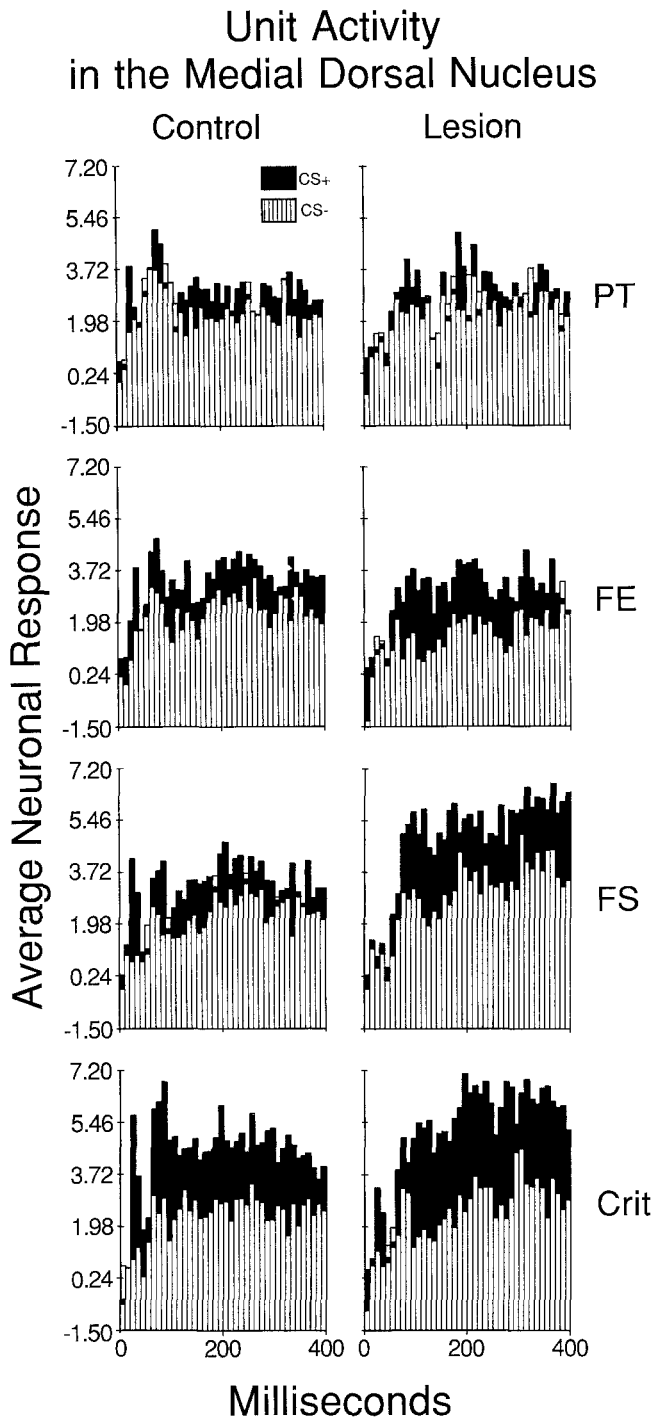 Unit Activity
in the Medial Dorsal Nucleus
Control Lesion
CS+
CS-
7.20
5.46
3.72
1.98
0.24
-1.50
PT
7.20
5.46
3.72
1.98
0.24
-1.50
FE
7.20
5.46
3.72
1.98
0.24
-1.50
FS
7.20
5.46
3.72
1.98
0.24
-1.50
Crit
0 200 400 0 200 400
Average Neuronal Response
Milliseconds